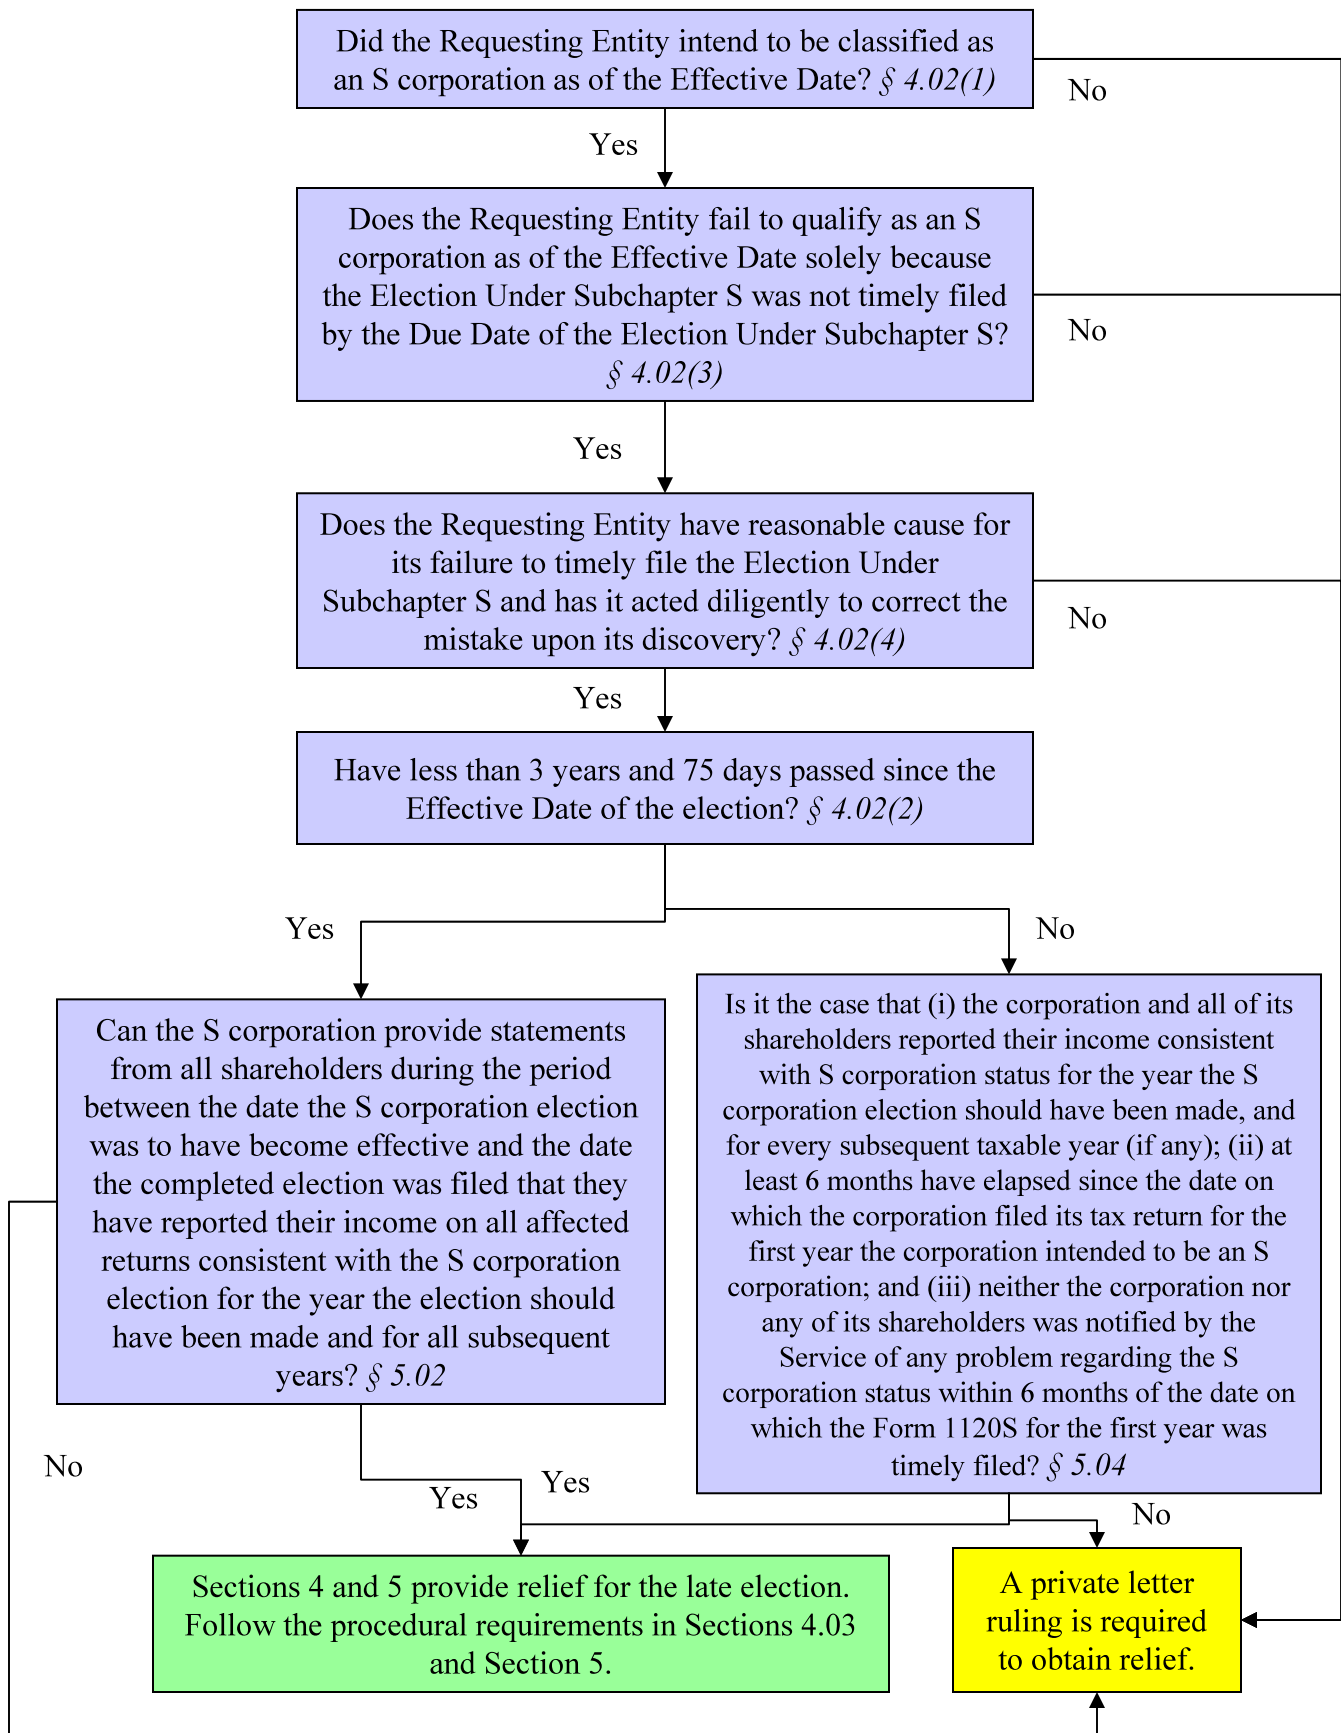 Did the Requesting Entity intend to be classified as
an S corporation as of the Effective Date? § 4.02(1)
No
Yes
Does the Requesting Entity fail to qualify as an S
corporation as of the Effective Date solely because
the Election Under Subchapter S was not timely filed
by the Due Date of the Election Under Subchapter S?
§ 4.02(3)
No
Yes
Does the Requesting Entity have reasonable cause for
its failure to timely file the Election Under
Subchapter S and has it acted diligently to correct the
mistake upon its discovery? § 4.02(4)
No
Yes
Have less than 3 years and 75 days passed since the
Effective Date of the election? § 4.02(2)
Yes
No
Can the S corporation provide statements
from all shareholders during the period
between the date the S corporation election
was to have become effective and the date
the completed election was filed that they
have reported their income on all affected
returns consistent with the S corporation
election for the year the election should
have been made and for all subsequent
years? § 5.02
Is it the case that (i) the corporation and all of its
shareholders reported their income consistent
with S corporation status for the year the S
corporation election should have been made, and
for every subsequent taxable year (if any); (ii) at
least 6 months have elapsed since the date on
which the corporation filed its tax return for the
first year the corporation intended to be an S
corporation; and (iii) neither the corporation nor
any of its shareholders was notified by the
Service of any problem regarding the S
corporation status within 6 months of the date on
which the Form 1120S for the first year was
timely filed? § 5.04
No
Yes
Yes
No
Sections 4 and 5 provide relief for the late election.
Follow the procedural requirements in Sections 4.03
and Section 5.
A private letter
ruling is required
to obtain relief.